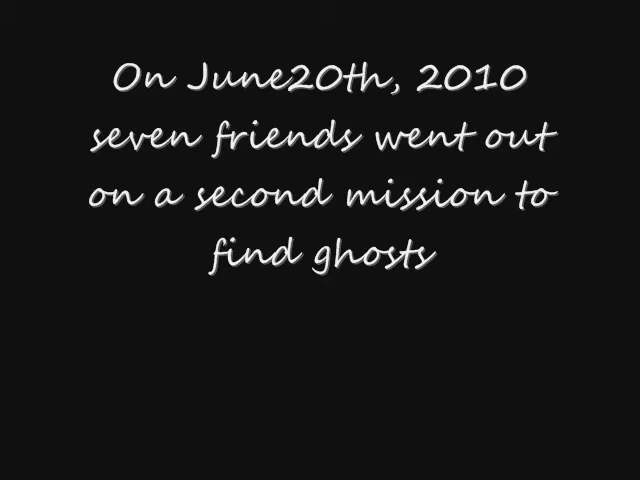 On June20th, 2010
seven friends went out
on a second mission to
find ghosts